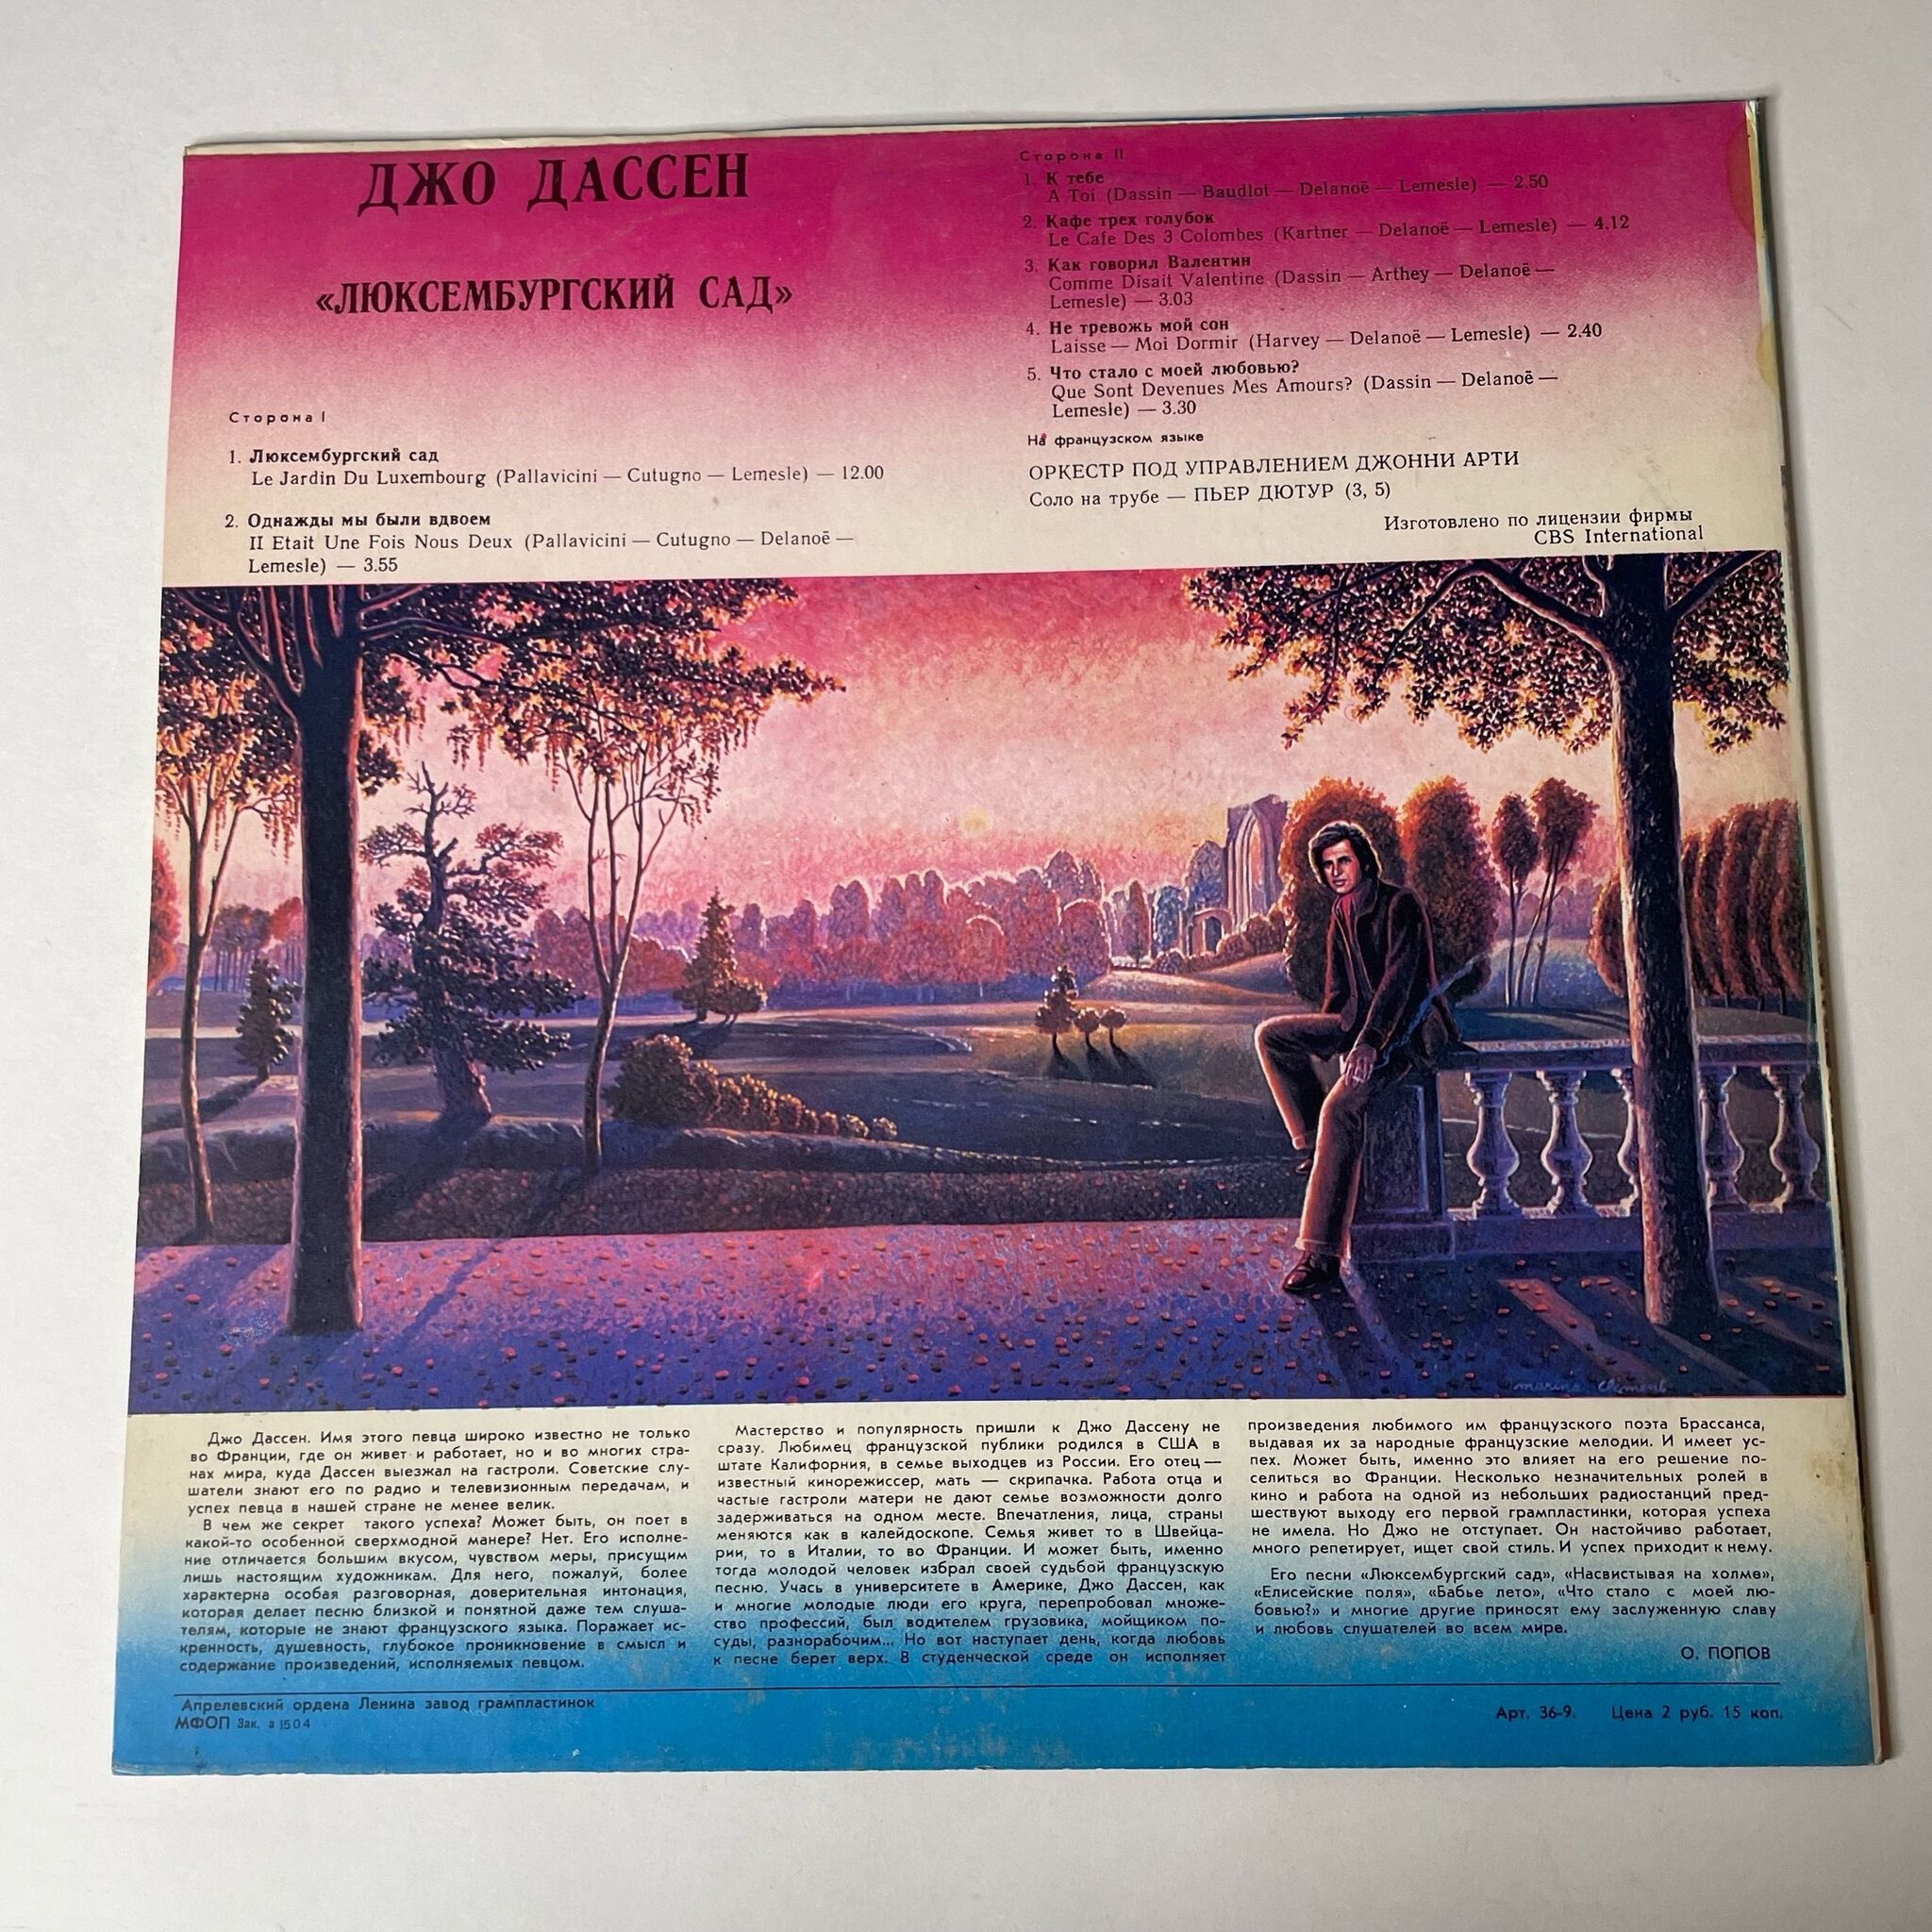 ДЖО ДАССЕН
«ЛЮКСЕМБУРГСКИЙ САД»
Сторона I
1. Люксембургский сад
Le Jardin Du Luxembourg (Pallavicini — Cutugno — Lemesle) — 12.00
2. Однажды мы были вдвоем
Il Etait Une Fois Nous Deux (Pallavicini — Cutugno — Delanoë —
Lemesle) — 3.55
Сторона II
1. К тебе
A Toi (Dassin — Baudlot — Delanoë — Lemesle) — 2.50
2. Кафе трех голубок
Le Cafe Des 3 Colombes (Kartner — Delanoë — Lemesle) — 4.12
3. Как говорил Валентин
Comme Disait Valentine (Dassin — Arthey — Delanoë —
Lemesle) — 3.03
4. Не тревожь мой сон
Laisse — Moi Dormir (Harvey — Delanoë — Lemesle) — 2.40
5. Что стало с моей любовью?
Que Sont Devenues Mes Amours? (Dassin — Delanoë —
Lemesle) — 3.30
На французском языке
ОРКЕСТР ПОД УПРАВЛЕНИЕМ ДЖОННИ АРТИ
Соло на трубе — ПЬЕР ДЮТУР (3, 5)
Изготовлено по лицензии фирмы
CBS International
Джо Дассен. Имя этого певца широко известно не только
во Франции, где он живет и работает, но и во многих стра-
нах мира, куда Дассен выезжал на гастроли. Советские слу-
шатели знают его по радио и телевизионным передачам, и
успех певца в нашей стране не менее велик.
В чем же секрет такого успеха? Может быть, он поет в
какой-то особенной сверхмодной манере? Нет. Его исполне-
ние отличается большим вкусом, чувством меры, присущим
лишь настоящим художникам. Для него, пожалуй, более
характерна особая разговорная, доверительная интонация,
которая делает песню близкой и понятной даже тем слуша-
телям, которые не знают французского языка. Поражает ис-
кренность, душевность, глубокое проникновение в смысл и
содержание произведений, исполняемых певцом.
Мастерство и популярность пришли к Джо Дассену не
сразу. Любимец французской публики родился в США в
штате Калифорния, в семье выходцев из России. Его отец —
известный кинорежиссер, мать — скрипачка. Работа отца и
частые гастроли матери не дают семье возможности долго
задерживаться на одном месте. Впечатления, лица, страны
меняются как в калейдоскопе. Семья живет то в Швейца-
рии, то в Италии, то во Франции. И может быть, именно
тогда молодой человек избрал своей судьбой французскую
песню. Учась в университете в Америке, Джо Дассен, как
и многие молодые люди его круга, перепробовал множе-
ство профессий, был водителем грузовика, мойщиком по-
суды, разнорабочим... Но вот наступает день, когда любовь
к песне берет верх. В студенческой среде он исполняет
произведения любимого им французского поэта Брассанса,
выдавая их за народные французские мелодии. И имеет ус-
пех. Может быть, именно это влияет на его решение по-
селиться во Франции. Несколько незначительных ролей в
кино и работа на одной из небольших радиостанций пред-
шествуют выходу его первой грампластинки, которая успеха
не имела. Но Джо не отступает. Он настойчиво работает,
много репетирует, ищет свой стиль. И успех приходит к нему.
Его песни «Люксембургский сад», «Насвистывая на холме»,
«Елисейские поля», «Бабье лето», «Что стало с моей лю-
бовью?» и многие другие приносят ему заслуженную славу
и любовь слушателей во всем мире.
О. ПОПОВ
Апрелевский ордена Ленина завод грампластинок
МФОП Зак. а 1504
Арт. 36-9. Цена 2 руб. 15 коп.